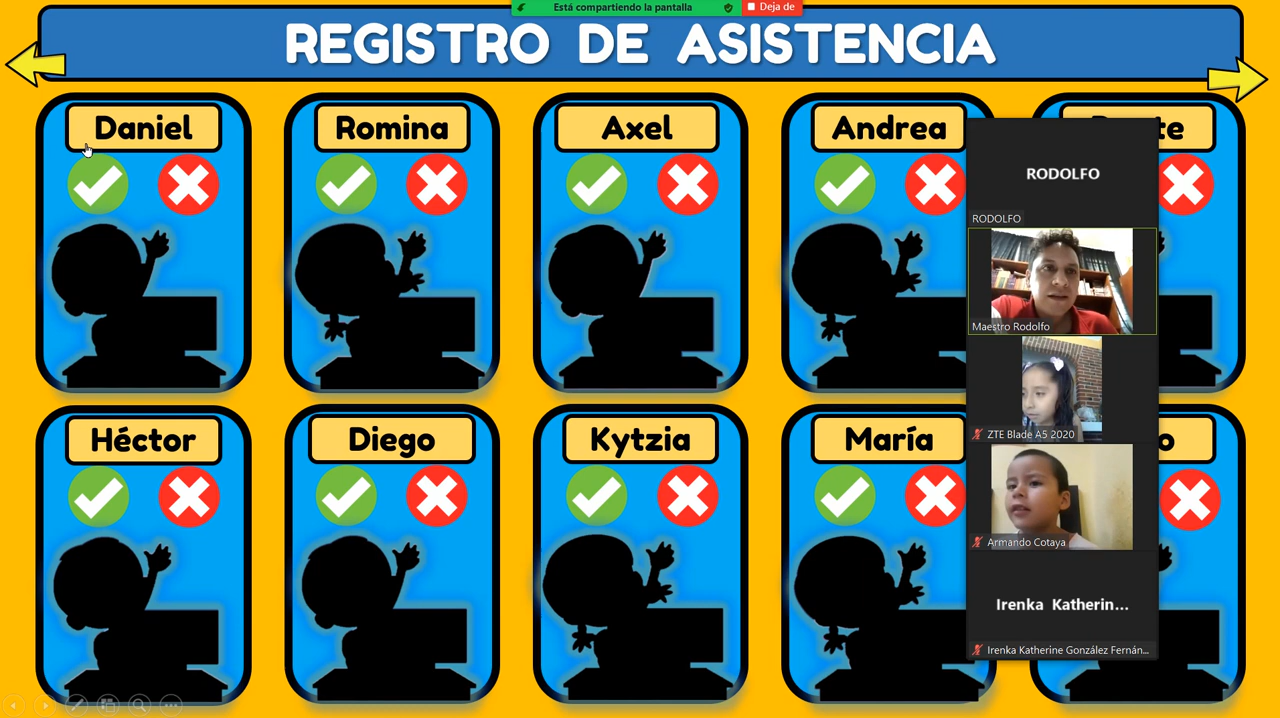 Está compartiendo la pantalla
Deja de
REGISTRO DE ASISTENCIA
Daniel
Romina
Axel
Andrea
RODOLFO
RODOLFO
Maestro Rodolfo
ZTE Blade A5 2020
Armando Cotaya
Irenka Katherin...
Irenka Katherine González Fernán...
Héctor
Diego
Kytzia
María